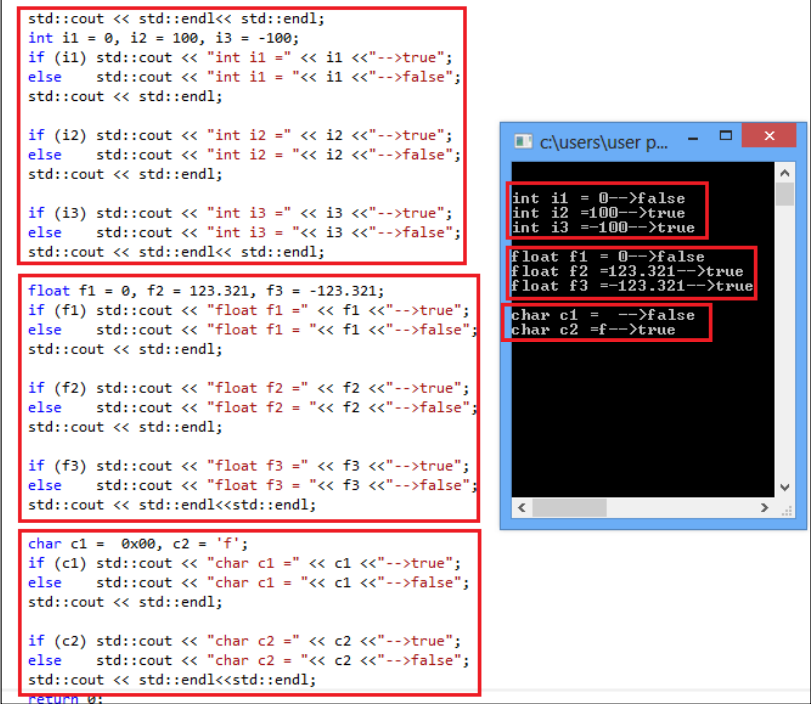 std::cout << std::endl<< std::endl;
int i1 = 0, i2 = 100, i3 = -100;
if (i1) std::cout << "int i1 =" << i1 <<"-->true";
else    std::cout << "int i1 = "<< i1 <<"-->false";
std::cout << std::endl;
if (i2) std::cout << "int i2 =" << i2 <<"-->true";
else    std::cout << "int i2 = "<< i2 <<"-->false";
std::cout << std::endl;
if (i3) std::cout << "int i3 =" << i3 <<"-->true";
else    std::cout << "int i3 = "<< i3 <<"-->false";
std::cout << std::endl<< std::endl;
float f1 = 0, f2 = 123.321, f3 = -123.321;
if (f1) std::cout << "float f1 =" << f1 <<"-->true";
else    std::cout << "float f1 = "<< f1 <<"-->false";
std::cout << std::endl;
if (f2) std::cout << "float f2 =" << f2 <<"-->true";
else    std::cout << "float f2 = "<< f2 <<"-->false";
std::cout << std::endl;
if (f3) std::cout << "float f3 =" << f3 <<"-->true";
else    std::cout << "float f3 = "<< f3 <<"-->false";
std::cout << std::endl<<std::endl;
char c1 =  0x00, c2 = 'f';
if (c1) std::cout << "char c1 =" << c1 <<"-->true";
else    std::cout << "char c1 = "<< c1 <<"-->false";
std::cout << std::endl;
if (c2) std::cout << "char c2 =" << c2 <<"-->true";
else    std::cout << "char c2 = "<< c2 <<"-->false";
std::cout << std::endl<<std::endl;
return 0;
c:\users\user p...
int i1 = 0-->false
int i2 =100-->true
int i3 =-100-->true
float f1 = 0-->false
float f2 =123.321-->true
float f3 =-123.321-->true
char c1 =  -->false
char c2 =f-->true